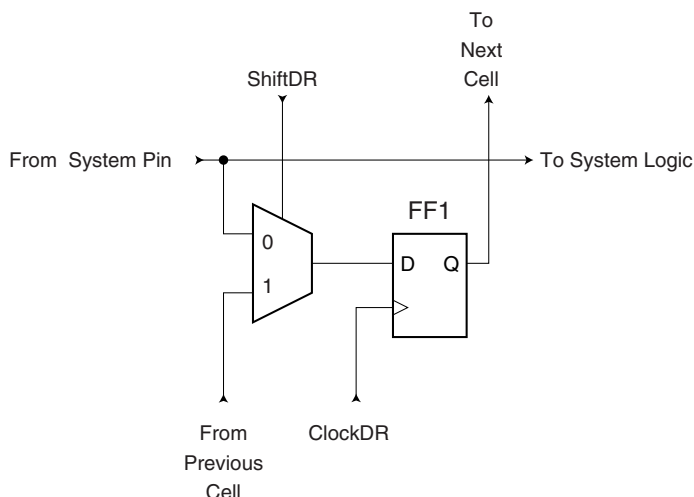 To
Next
Cell
ShiftDR
From System Pin
To System Logic
FF1
0
D Q
1
From
Previous
Cell
ClockDR